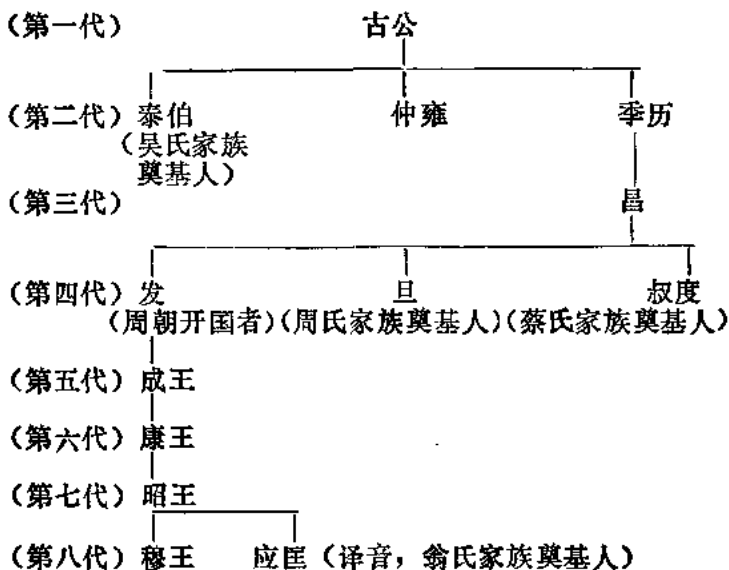 （第一代） 古公
（第二代） 泰伯 仲雍 季历
（吴氏家族
奠基人）
（第三代） 昌
（第四代） 发 旦 叔度
（周朝开国者）（周氏家族奠基人）（蔡氏家族奠基人）
（第五代） 成王
（第六代） 康王
（第七代） 昭王
（第八代） 穆王 应匡（译音，翁氏家族奠基人）